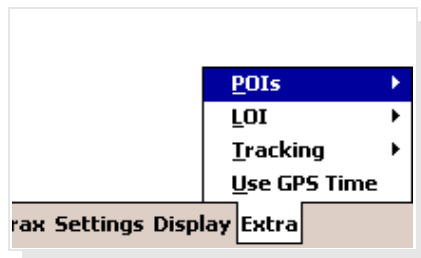 POIs
LOI
Tracking
Use GPS Time
rax Settings Display Extra